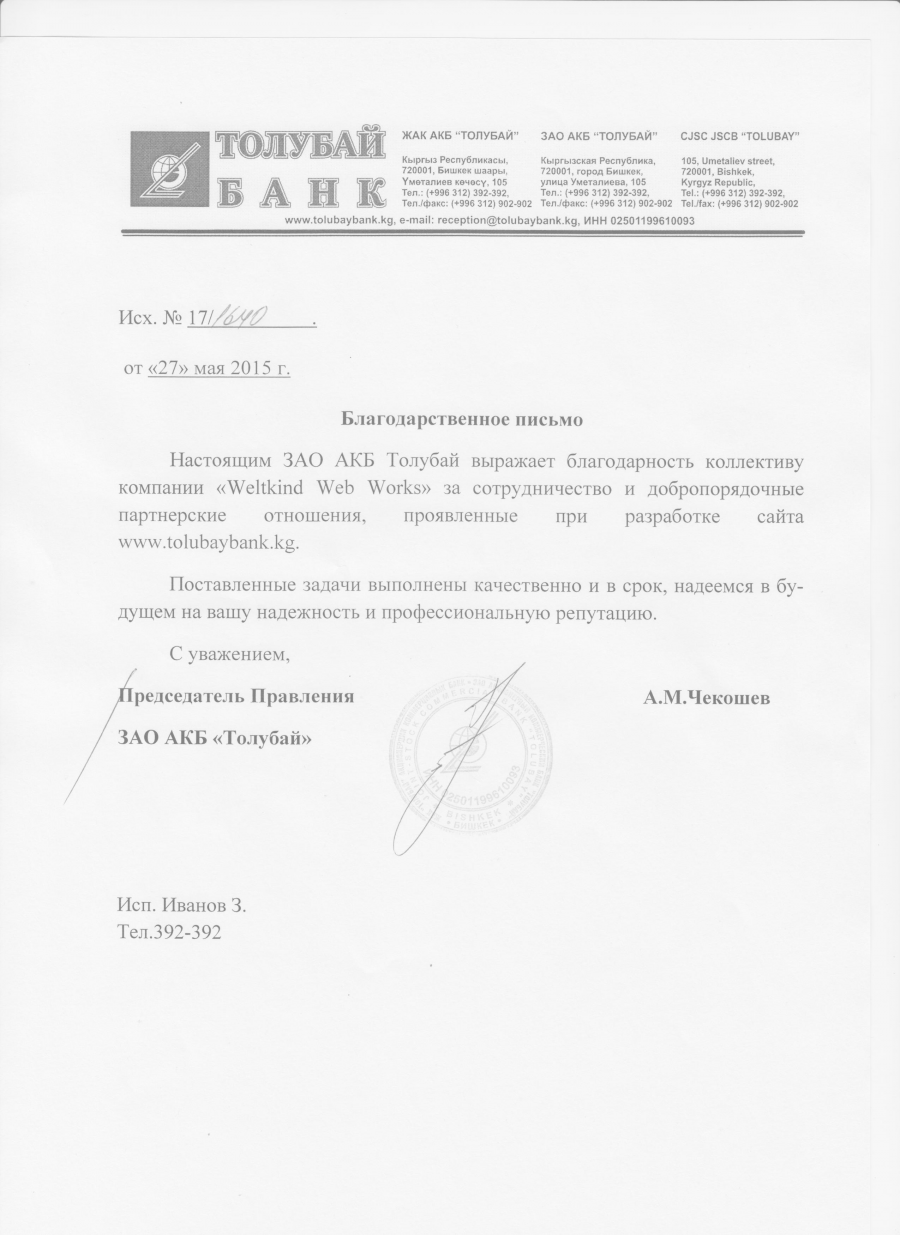 ТОЛУБАЙ
БАНК
ЖАК АКБ “ТОЛУБАЙ”
Кыргыз Республикасы,
720001, Бишкек шаары,
Үметалиев көчөсү, 105
Тел.: (+996 312) 392-392,
Тел./факс: (+996 312) 902-902
ЗАО АКБ “ТОЛУБАЙ”
Кыргызская Республика,
720001, город Бишкек,
улица Уметалиева, 105
Тел.: (+996 312) 392-392,
Тел./факс: (+996 312) 902-902
CJSC JSCB “TOLUBAY”
105, Umetaliev street,
720001, Bishkek,
Kyrgyz Republic,
Tel.: (+996 312) 392-392,
Tel./fax: (+996 312) 902-902
www.tolubaybank.kg, e-mail: reception@tolubaybank.kg, ИНН 02501199610093
Исх. № 17/1640 .
от «27» мая 2015 г.
Благодарственное письмо
Настоящим ЗАО АКБ Толубай выражает благодарность коллективу
компании «Weltkind Web Works» за сотрудничество и добропорядочные
партнерские отношения, проявленные при разработке сайта
www.tolubaybank.kg.
Поставленные задачи выполнены качественно и в срок, надеемся в бу-
дущем на вашу надежность и профессиональную репутацию.
С уважением,
Председатель Правления А.М.Чекошев
ЗАО АКБ «Толубай»
ИНН 02501199610093
BISHKEK
БИШКЕК
Исп. Иванов З.
Тел.392-392